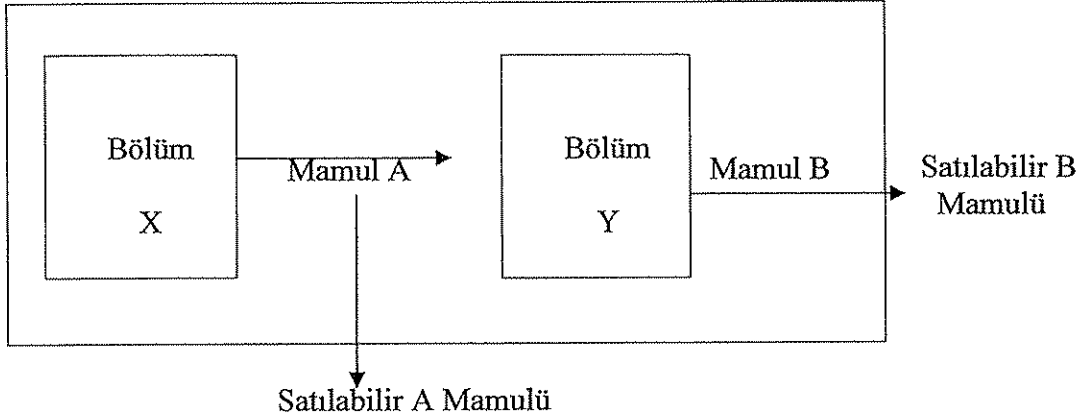 Bölüm
X
Mamul A
Bölüm
Y
Mamul B
Satılabilir B
Mamulü
Satılabilir A Mamulü